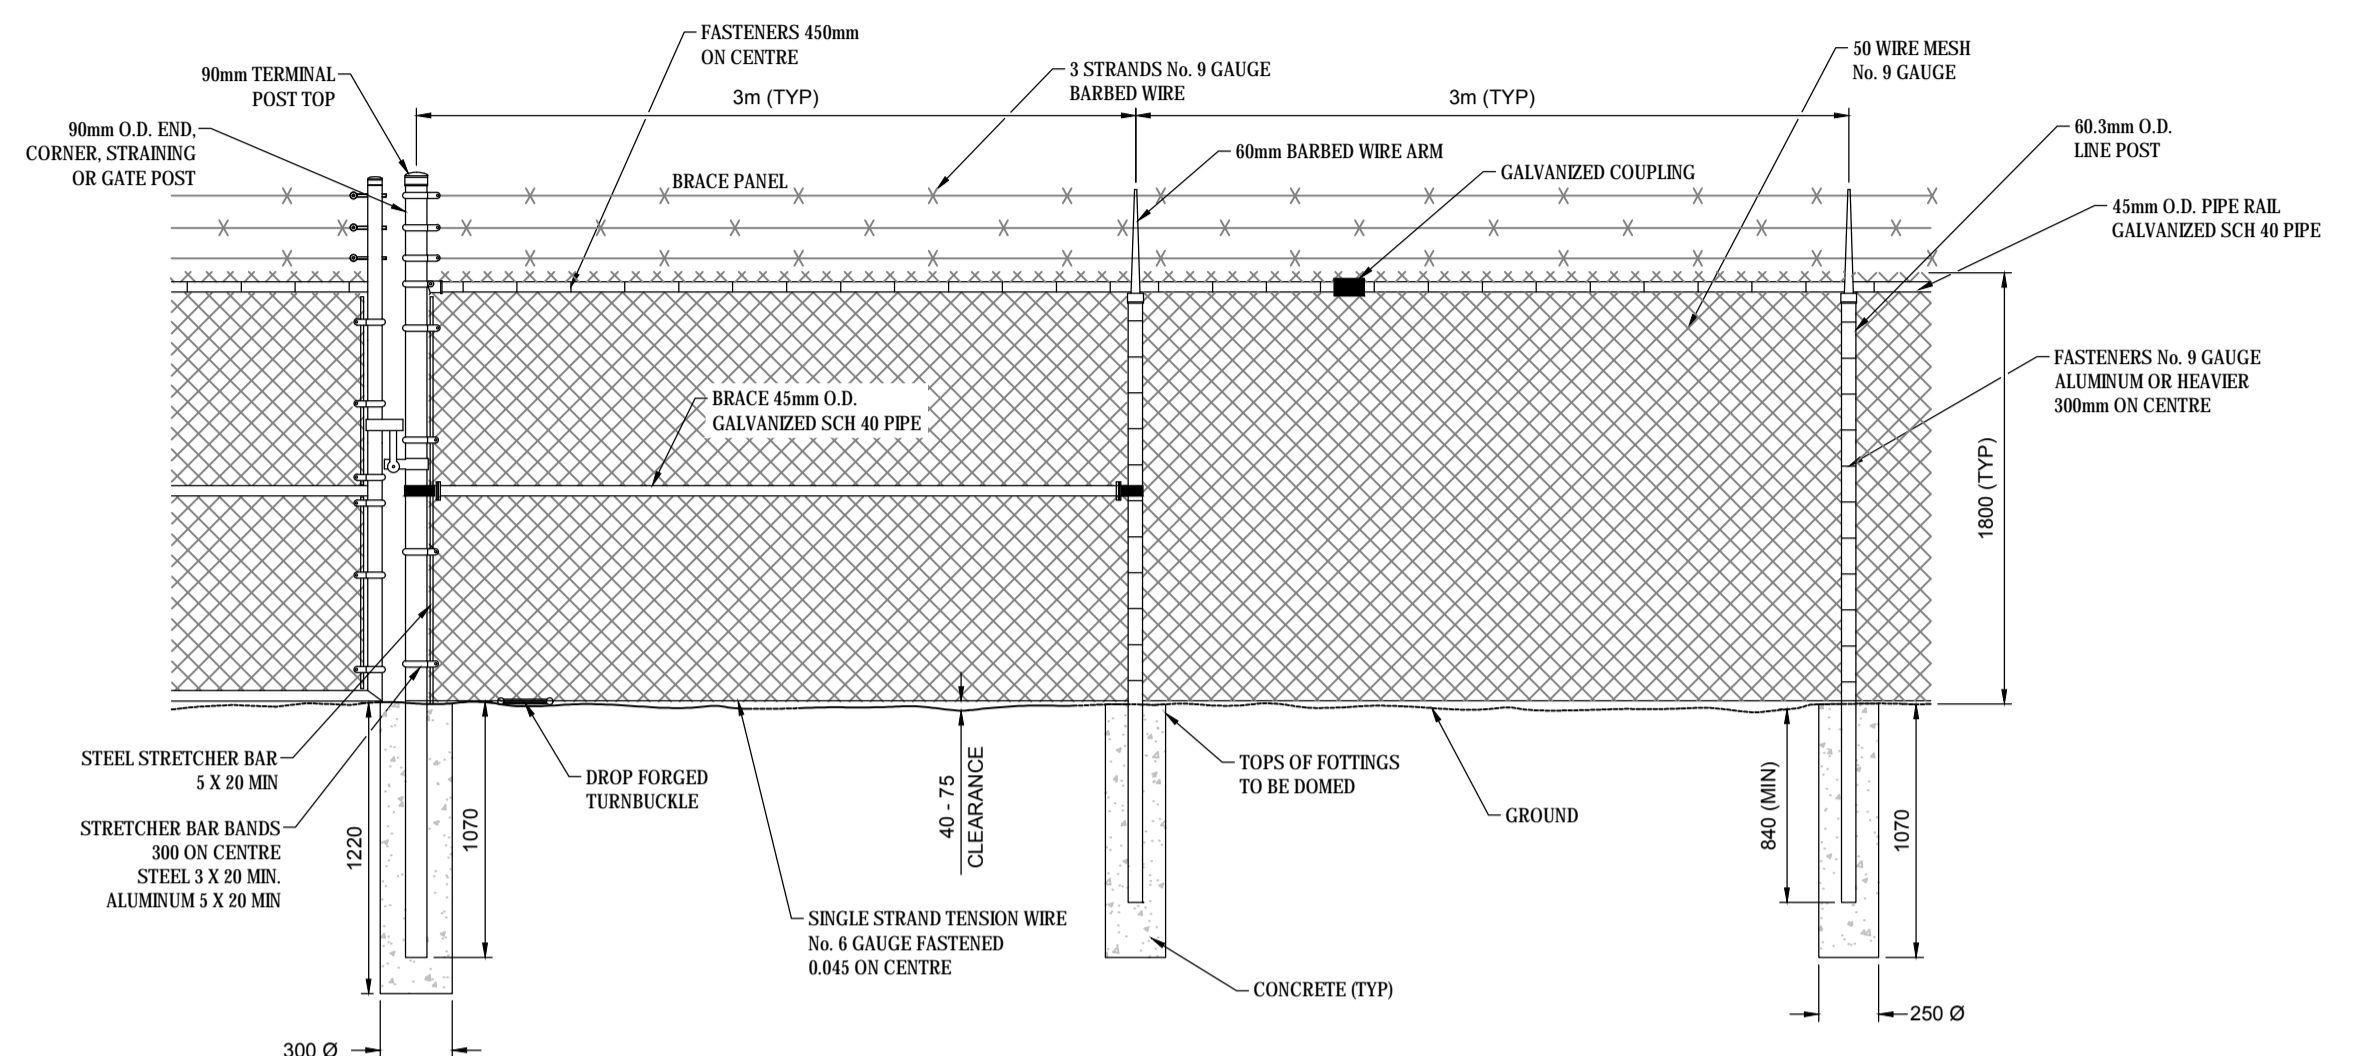 FASTENERS 450mm
ON CENTRE
90mm TERMINAL
POST TOP
3 STRANDS No. 9 GAUGE
BARBED WIRE
50 WIRE MESH
No. 9 GAUGE
3m (TYP)
3m (TYP)
90mm O.D. END,
CORNER, STRAINING
OR GATE POST
60.3mm O.D.
LINE POST
60mm BARBED WIRE ARM
GALVANIZED COUPLING
BRACE PANEL
45mm O.D. PIPE RAIL
GALVANIZED SCH 40 PIPE
FASTENERS No. 9 GAUGE
ALUMINUM OR HEAVIER
300mm ON CENTRE
BRACE 45mm O.D.
GALVANIZED SCH 40 PIPE
1800 (TYP)
STEEL STRETCHER BAR
5 X 20 MIN
DROP FORGED
TURNBUCKLE
TOPS OF FOTTINGS
TO BE DOMED
GROUND
40 - 75
CLEARANCE
840 (MIN)
1070
1070
1220
STRETCHER BAR BANDS
300 ON CENTRE
STEEL 3 X 20 MIN.
ALUMINUM 5 X 20 MIN
SINGLE STRAND TENSION WIRE
No. 6 GAUGE FASTENED
0.045 ON CENTRE
CONCRETE (TYP)
250 Ø
300 Ø